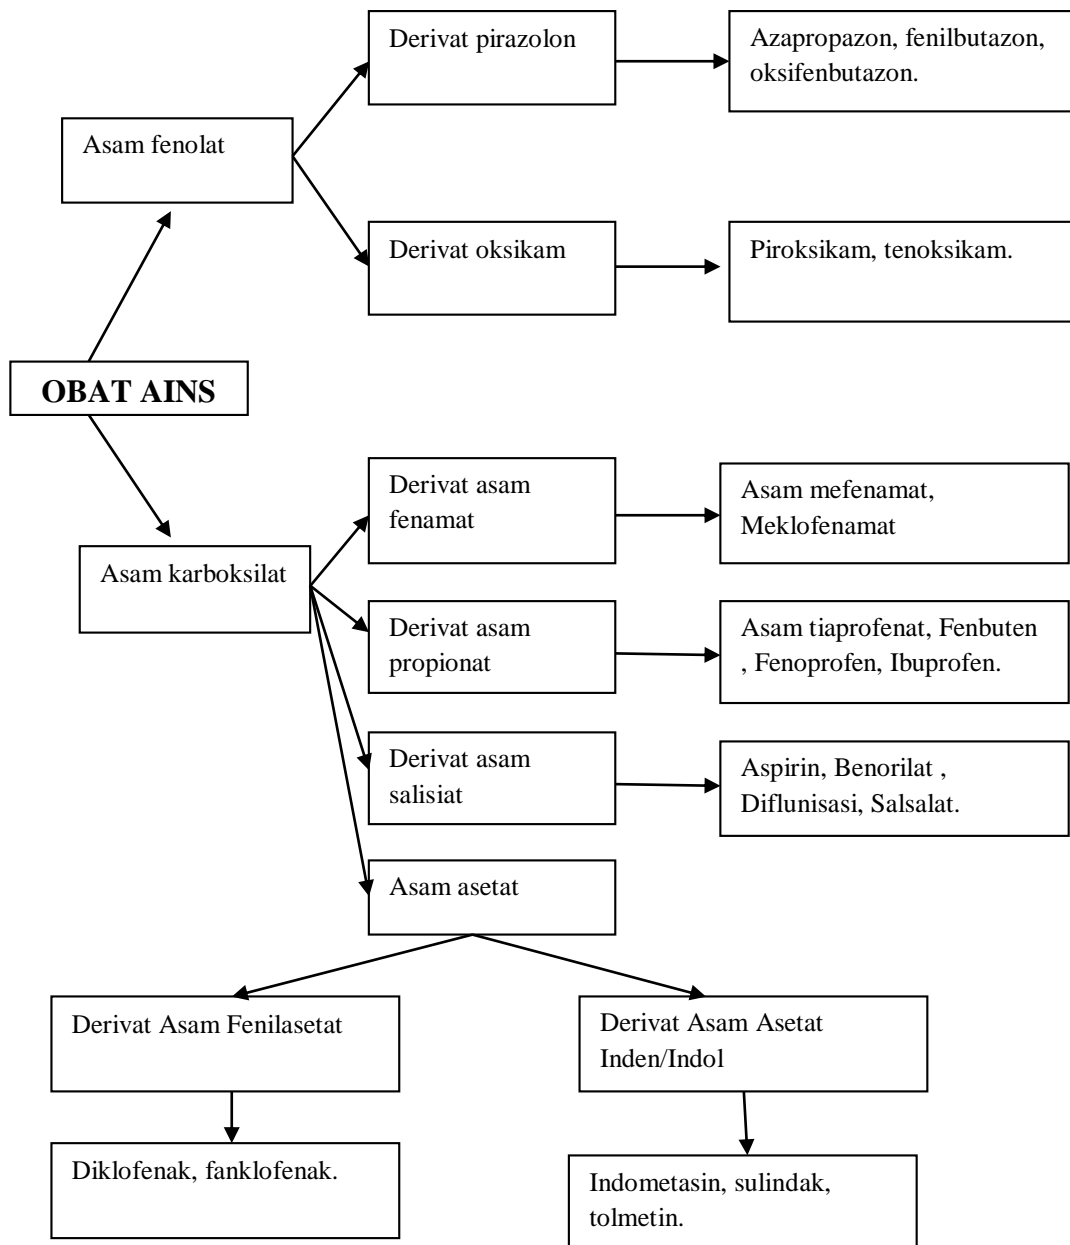 Derivat pirazolon
Azapropazon, fenilbutazon,
oksifenbutazon.
Asam fenolat
Derivat oksikam
Piroksikam, tenoksikam.
OBAT AINS
Derivat asam
fenamat
Asam mefenamat,
Meklofenamat
Asam karboksilat
Derivat asam
propionat
Asam tiaprofenat, Fenbuten
, Fenoprofen, Ibuprofen.
Derivat asam
salisiat
Aspirin, Benorilat ,
Diflunisasi, Salsalat.
Asam asetat
Derivat Asam Fenilasetat
Derivat Asam Asetat
Inden/Indol
Diklofenak, fanklofenak.
Indometasin, sulindak,
tolmetin.